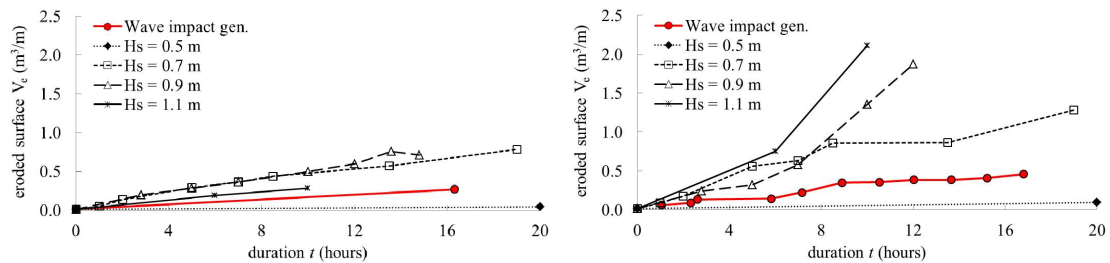 2.5
2.0
1.5
1.0
0.5
0.0
eroded surface Ve (m³/m)
Wave impact gen.
Hs = 0.5 m
Hs = 0.7 m
Hs = 0.9 m
Hs = 1.1 m
0 4 8 12 16 20
duration t (hours)
2.5
2.0
1.5
1.0
0.5
0.0
eroded surface Ve (m³/m)
Wave impact gen.
Hs = 0.5 m
Hs = 0.7 m
Hs = 0.9 m
Hs = 1.1 m
0 4 8 12 16 20
duration t (hours)